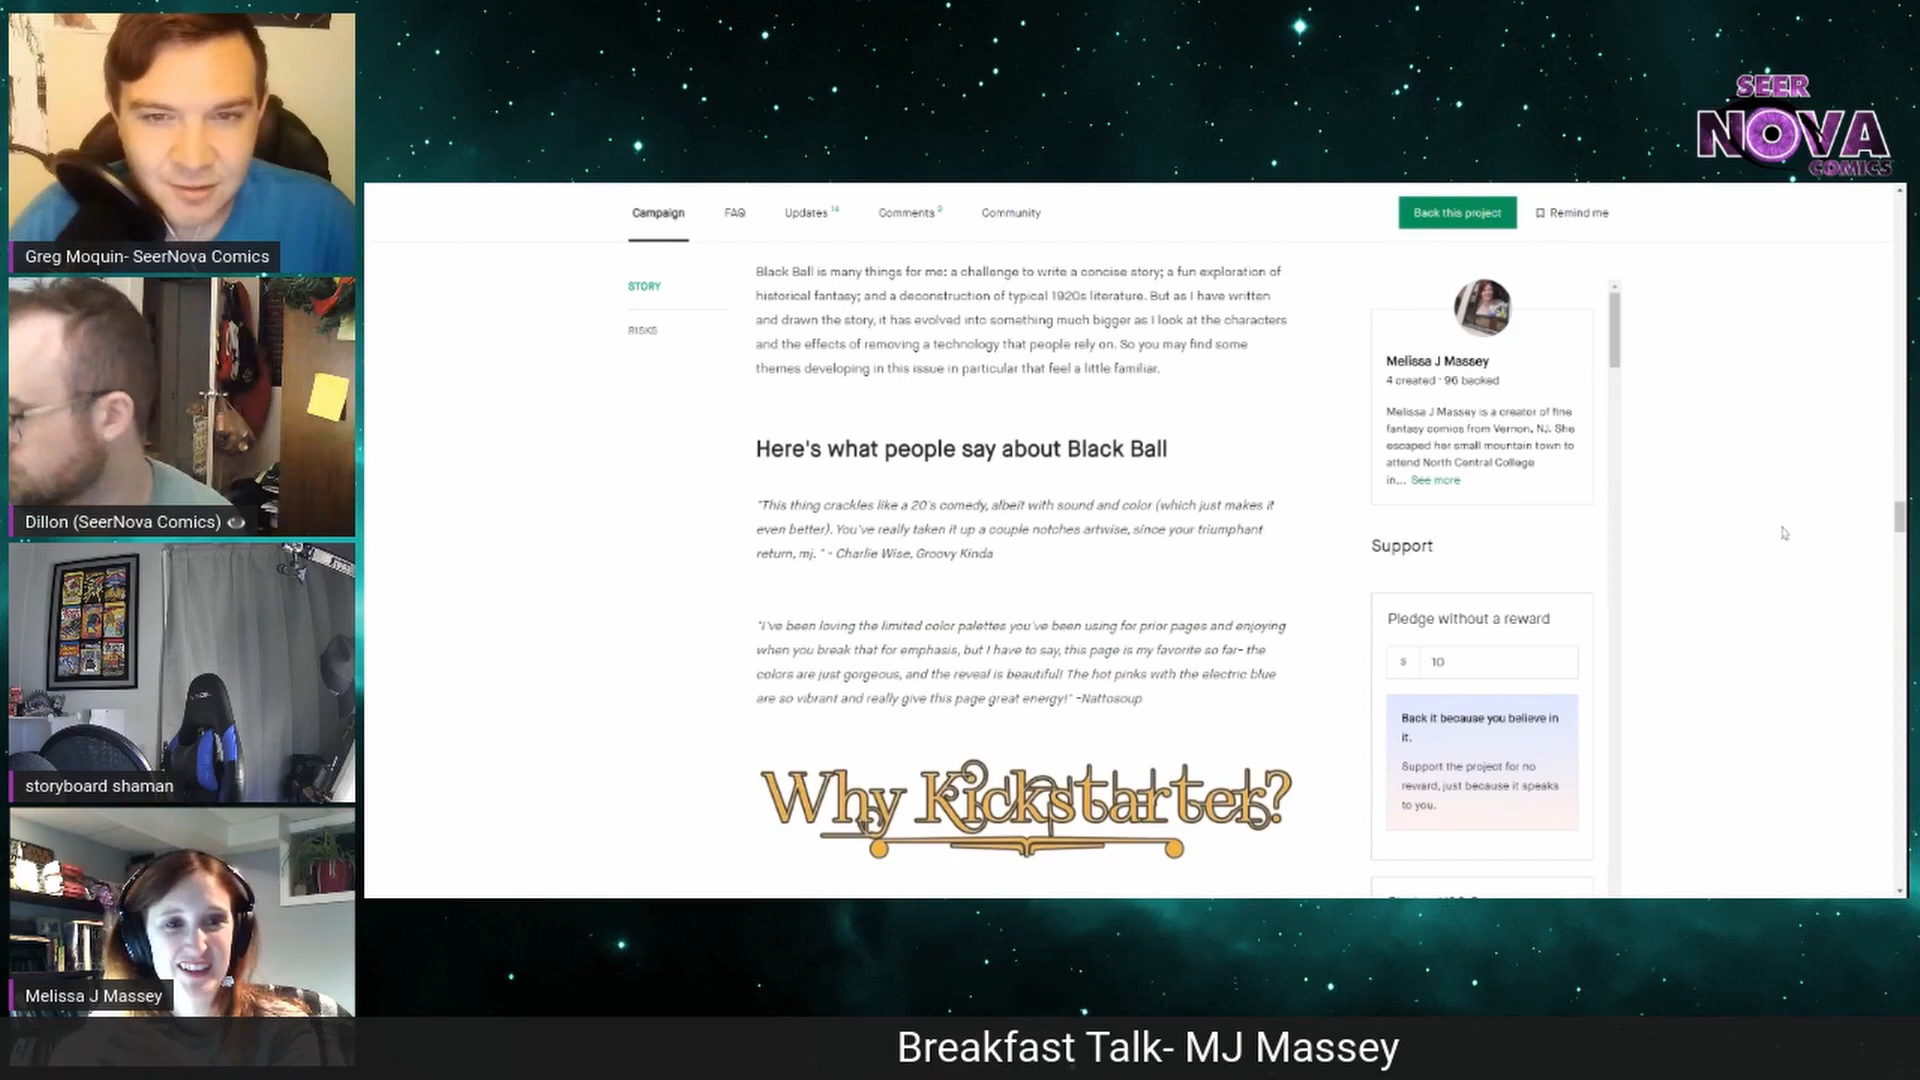 Greg Moquin- SeerNova Comics
Dillon (SeerNova Comics)
storyboard shaman
Melissa J Massey
SEER
NOVA
COMICS
Campaign
FAQ
Updates 14
Comments 2
Community
Back this project
Remind me
STORY
RISKS
Black Ball is many things for me: a challenge to write a concise story; a fun exploration of
historical fantasy; and a deconstruction of typical 1920s literature. But as I have written
and drawn the story, it has evolved into something much bigger as I look at the characters
and the effects of removing a technology that people rely on. So you may find some
themes developing in this issue in particular that feel a little familiar.
Here's what people say about Black Ball
"This thing crackles like a 20's comedy, albeit with sound and color (which just makes it
even better). You've really taken it up a couple notches artwise, since your triumphant
return, mj. " - Charlie Wise, Groovy Kinda
"I've been loving the limited color palettes you've been using for prior pages and enjoying
when you break that for emphasis, but I have to say, this page is my favorite so far- the
colors are just gorgeous, and the reveal is beautiful! The hot pinks with the electric blue
are so vibrant and really give this page great energy!" -Nattosoup
Why Kickstarter?
Melissa J Massey
4 created · 96 backed
Melissa J Massey is a creator of fine
fantasy comics from Vernon, NJ. She
escaped her small mountain town to
attend North Central College
in... See more
Support
Pledge without a reward
$ 10
Back it because you believe in
it.
Support the project for no
reward, just because it speaks
to you.
Breakfast Talk- MJ Massey